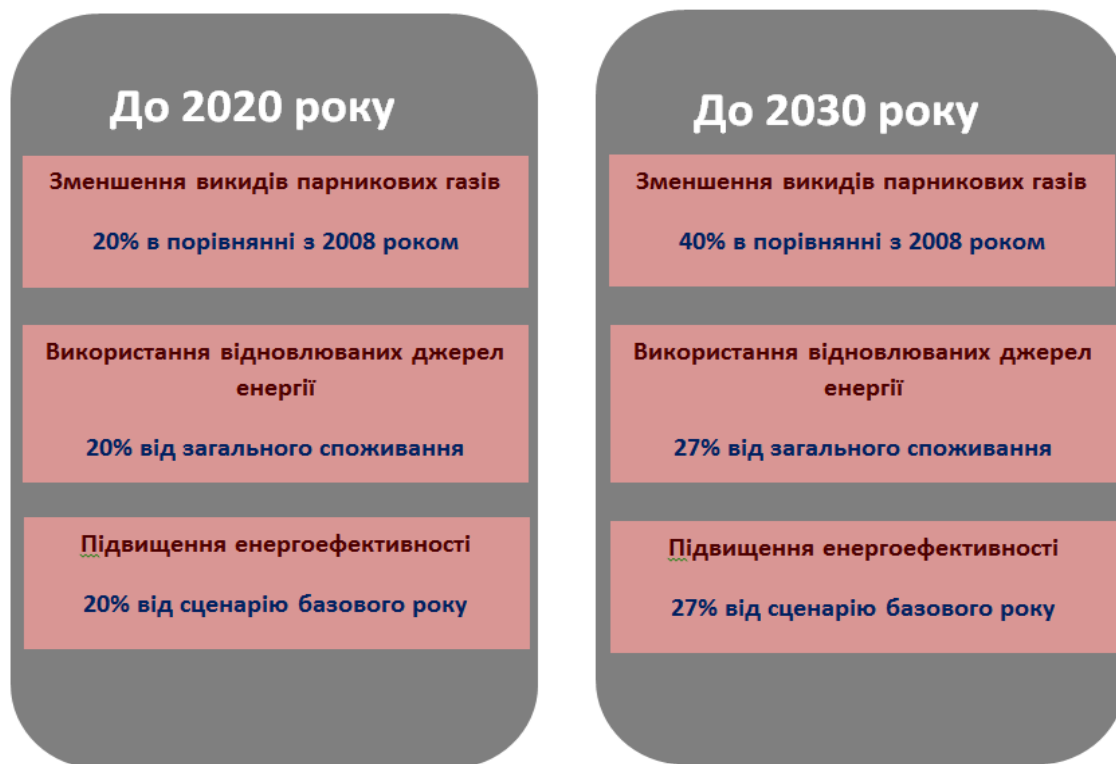 До 2020 року
Зменшення викидів парникових газів
20% в порівнянні з 2008 роком
Використання відновлюваних джерел
енергії
20% від загального споживання
Підвищення енергоефективності
20% від сценарію базового року
До 2030 року
Зменшення викидів парникових газів
40% в порівнянні з 2008 роком
Використання відновлюваних джерел
енергії
27% від загального споживання
Підвищення енергоефективності
27% від сценарію базового року